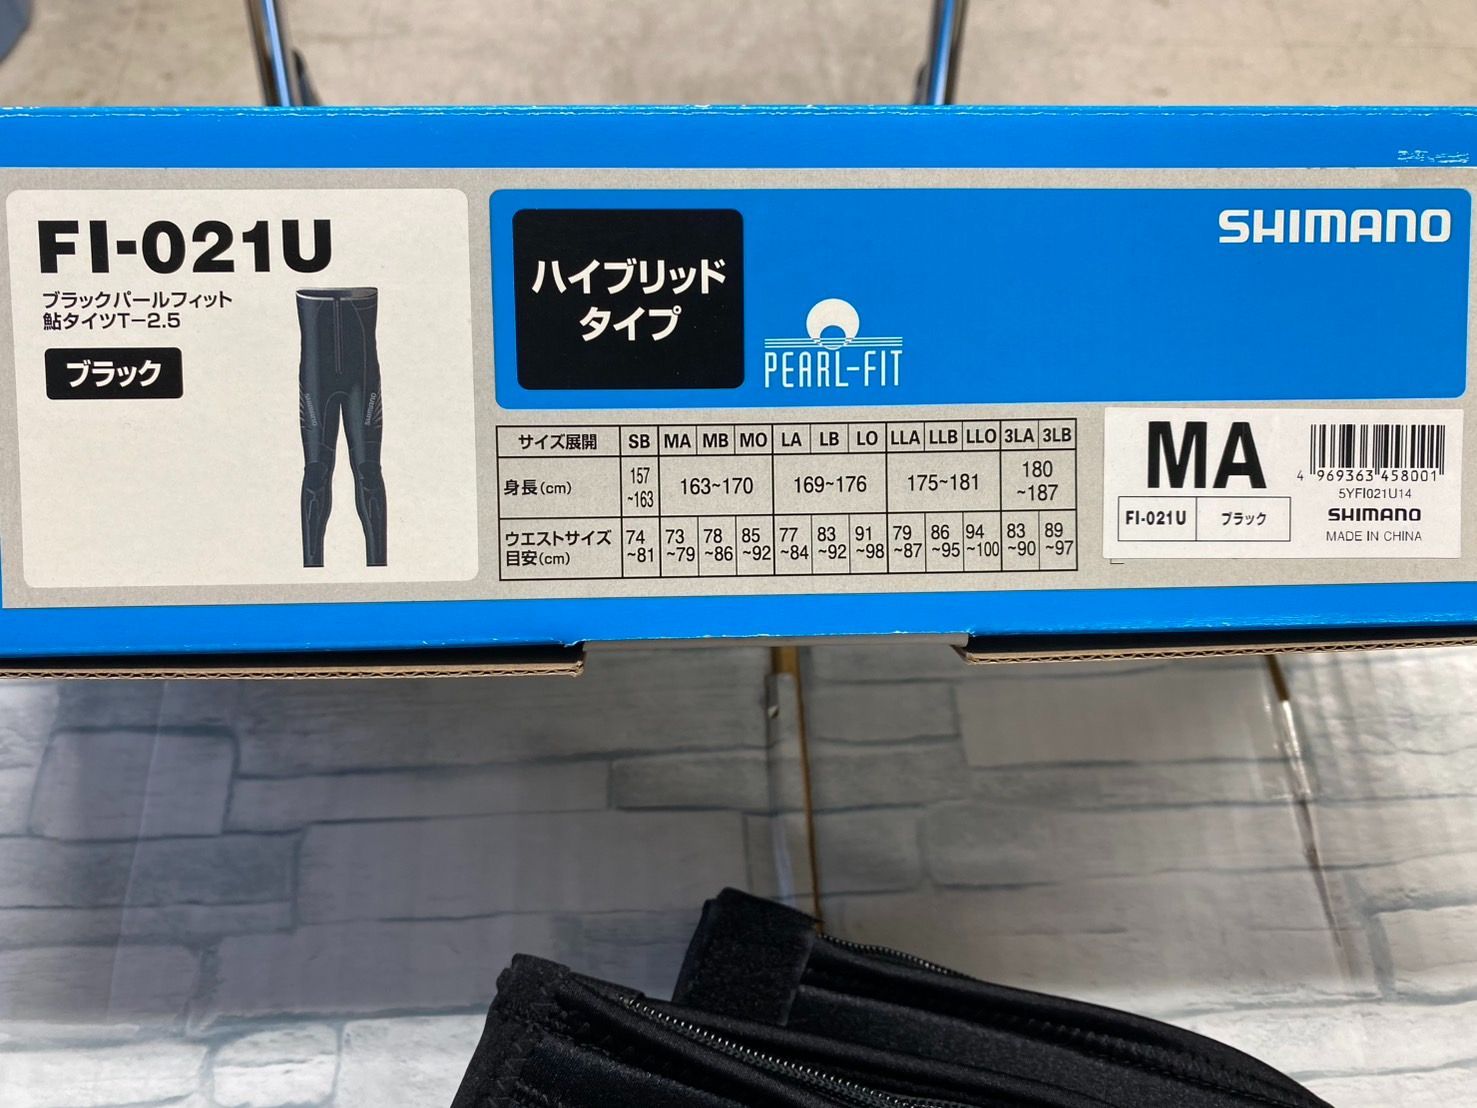 FI-021U
ブラックパールフィット
鮎タイツT-2.5
ブラック
SHIMANO
SHIMANO
ハイブリッド
タイプ
PEARL-FIT
SHIMANO
サイズ展開 SB MA MB MO LA LB LO LLA LLB LLO 3LA 3LB
身長(cm) 157~163 163~170 169~176 175~181 180~187
ウエストサイズ目安(cm) 74~81 73~79 78~86 85~92 77~84 83~92 91~98 79~87 86~95 94~100 83~90 89~97
MA
FI-021U ブラック
4 969363 458001
5YFI021U14
SHIMANO
MADE IN CHINA